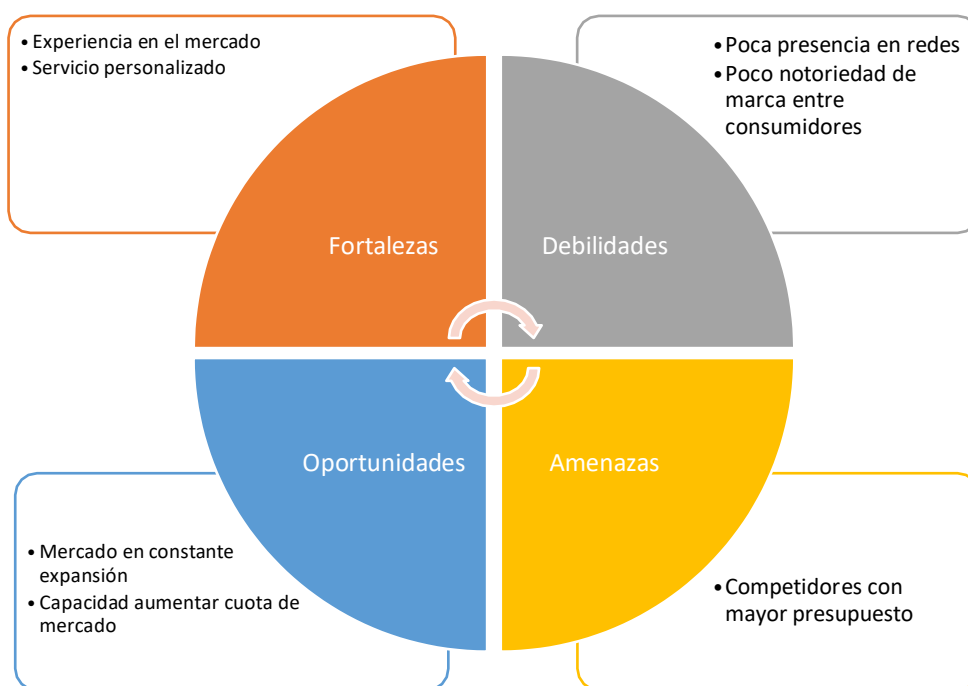 • Experiencia en el mercado
• Servicio personalizado
• Poca presencia en redes
• Poco notoriedad de
marca entre
consumidores
Fortalezas
Debilidades
Oportunidades
Amenazas
• Mercado en constante
expansión
• Capacidad aumentar cuota de
mercado
• Competidores con
mayor presupuesto